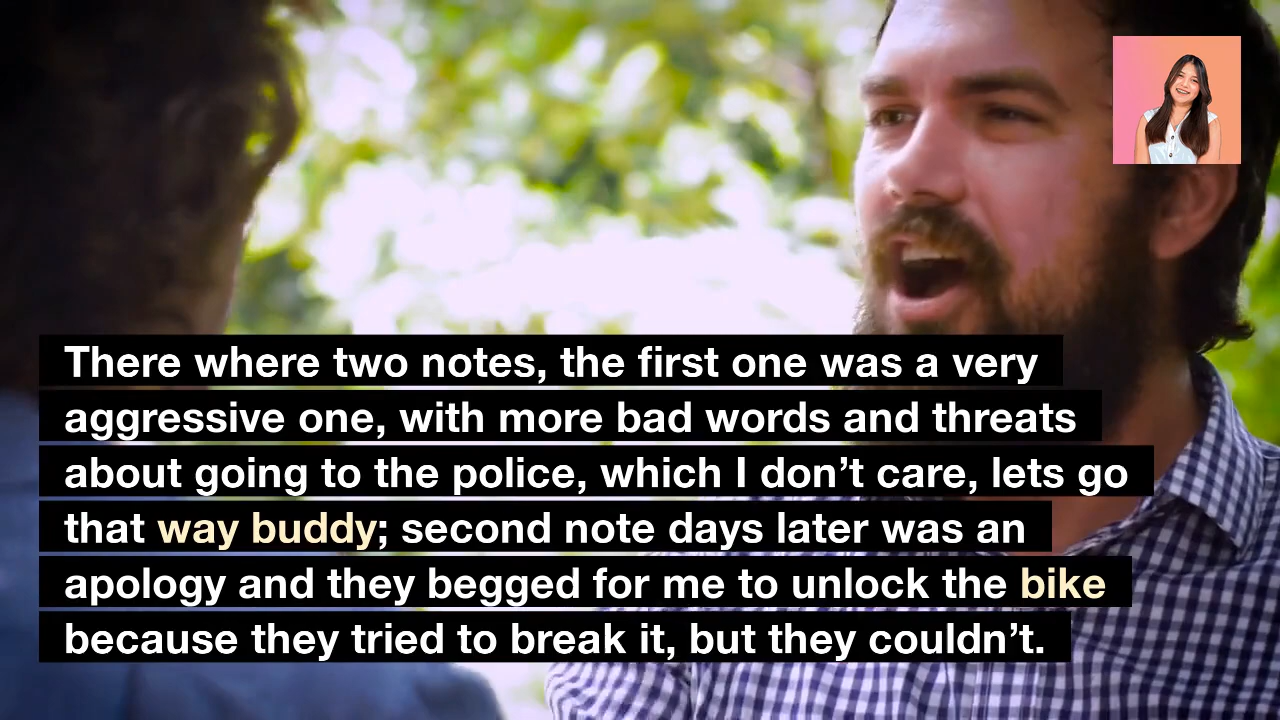 There where two notes, the first one was a very
aggressive one, with more bad words and threats
about going to the police, which I don’t care, lets go
that way buddy; second note days later was an
apology and they begged for me to unlock the bike
because they tried to break it, but they couldn’t.